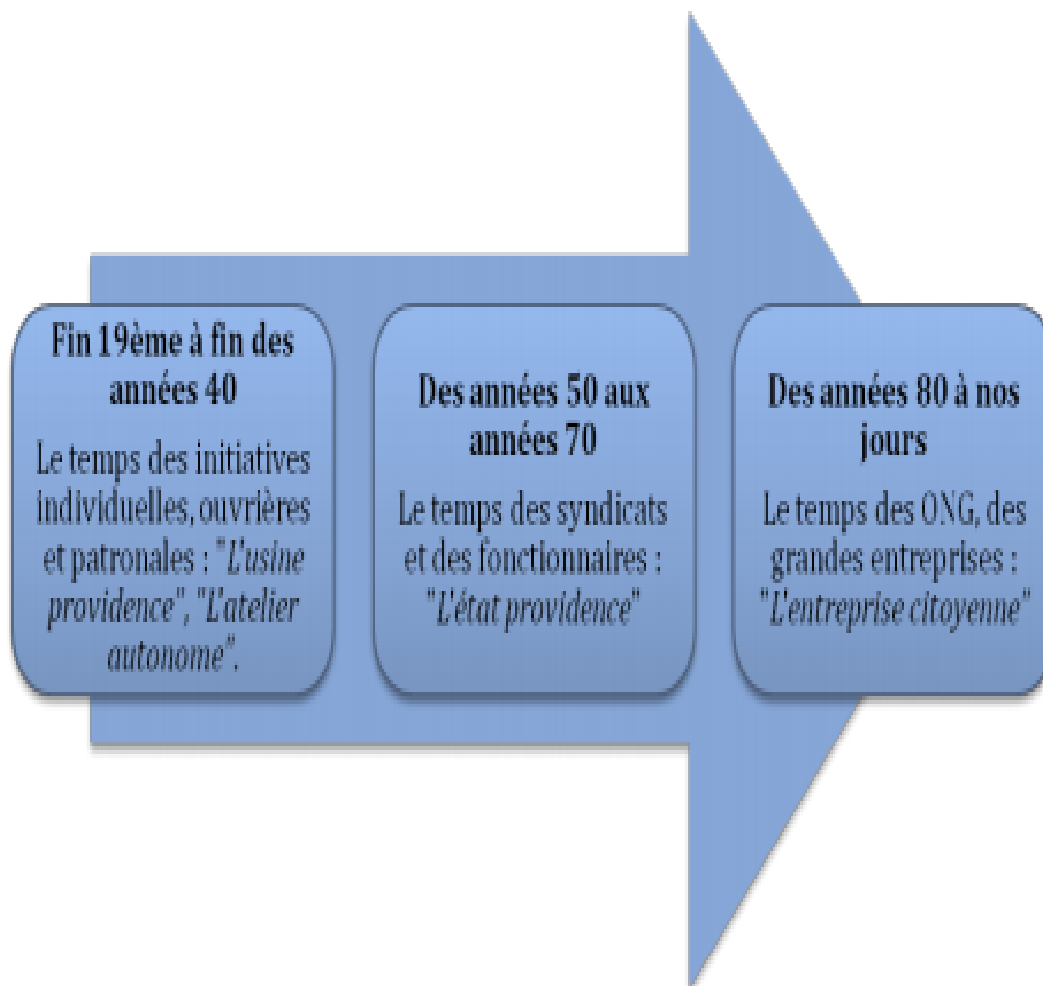 Fin 19ème à fin des
années 40
Le temps des initiatives
individuelles, ouvrières
et patronales : "L'usine
providence", "L'atelier
autonome".
Des années 50 aux
années 70
Le temps des syndicats
et des fonctionnaires :
"L'état providence"
Des années 80 à nos
jours
Le temps des ONG, des
grandes entreprises :
"L'entreprise citoyenne"